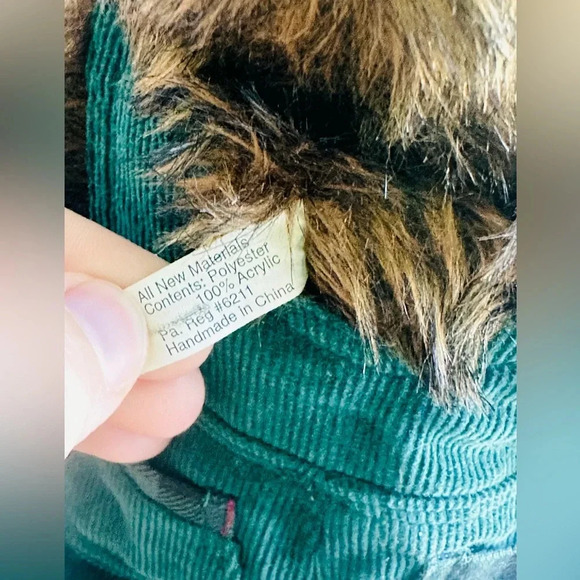 All New Materials
Contents: Polyester
100% Acrylic
Pa. Reg #6211
Handmade in China